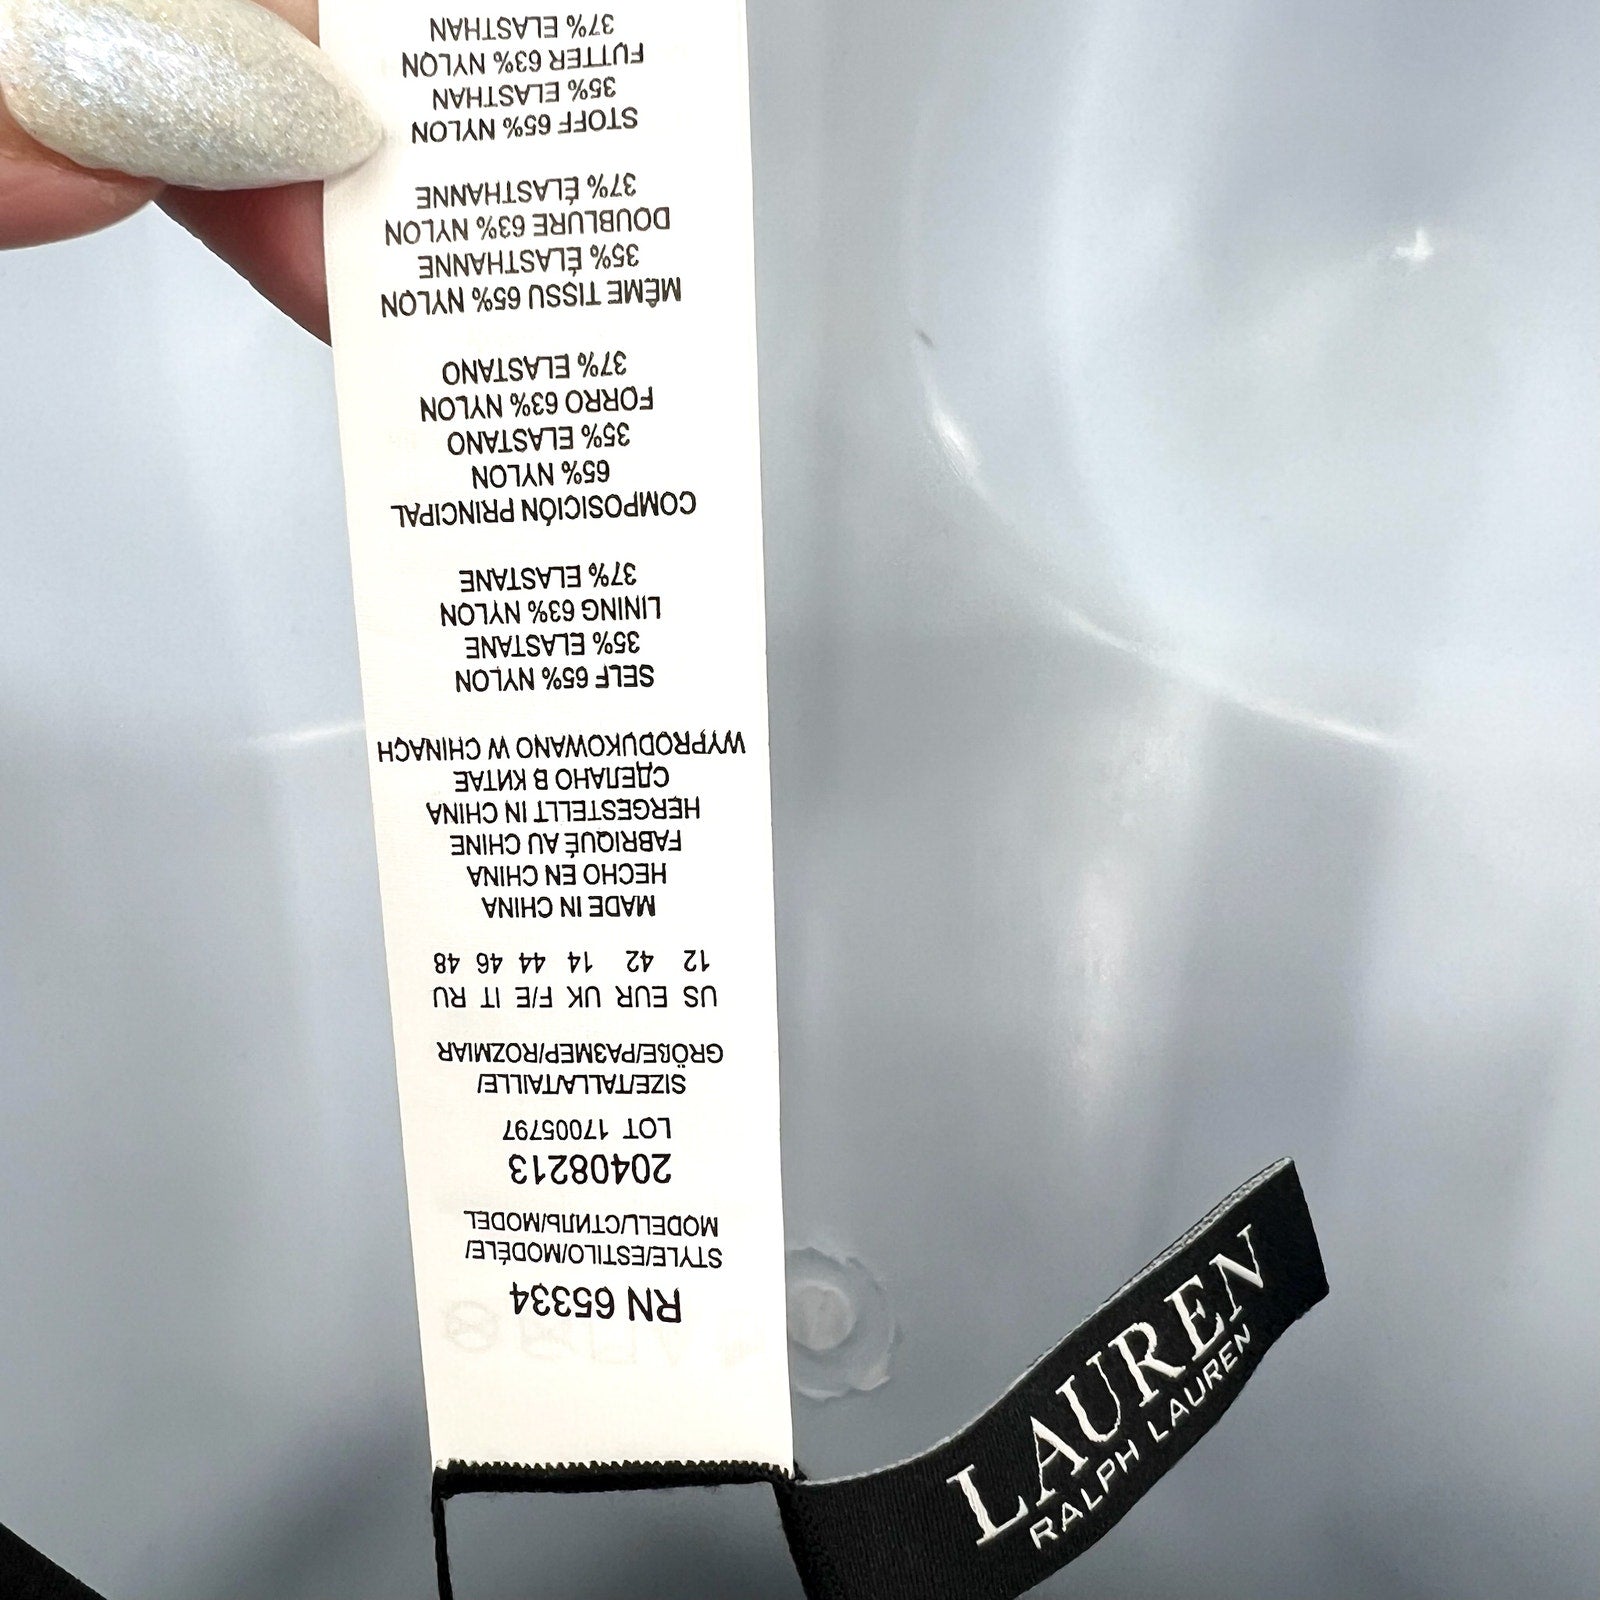 RN 65334
STYLE/ESTILO/MODÉLE/
MODELL/СТИЛЬ/MODEL
20408213
LOT 17005797
SIZE/TALLA/TAILLE/
GRÖßE/PA3MEP/ROZMIAR
US EUR UK F/E IT RU
12 42 14 44 46 48
MADE IN CHINA
HECHO EN CHINA
FABRIQUÉ AU CHINE
HERGESTELLT IN CHINA
СДЕЛАНО В КИТАЕ
WYPRODUKOWANO W CHINACH
SELF 65% NYLON
35% ELASTANE
LINING 63% NYLON
37% ELASTANE
COMPOSICIÓN PRINCIPAL
65% NYLON
35% ELASTANO
FORRO 63% NYLON
37% ELASTANO
MÊME TISSU 65% NYLON
35% ÉLASTHANNE
DOUBLURE 63% NYLON
37% ÉLASTHANNE
STOFF 65% NYLON
35% ELASTHAN
FUTTER 63% NYLON
37% ELASTHAN
LAUREN
RALPH LAUREN